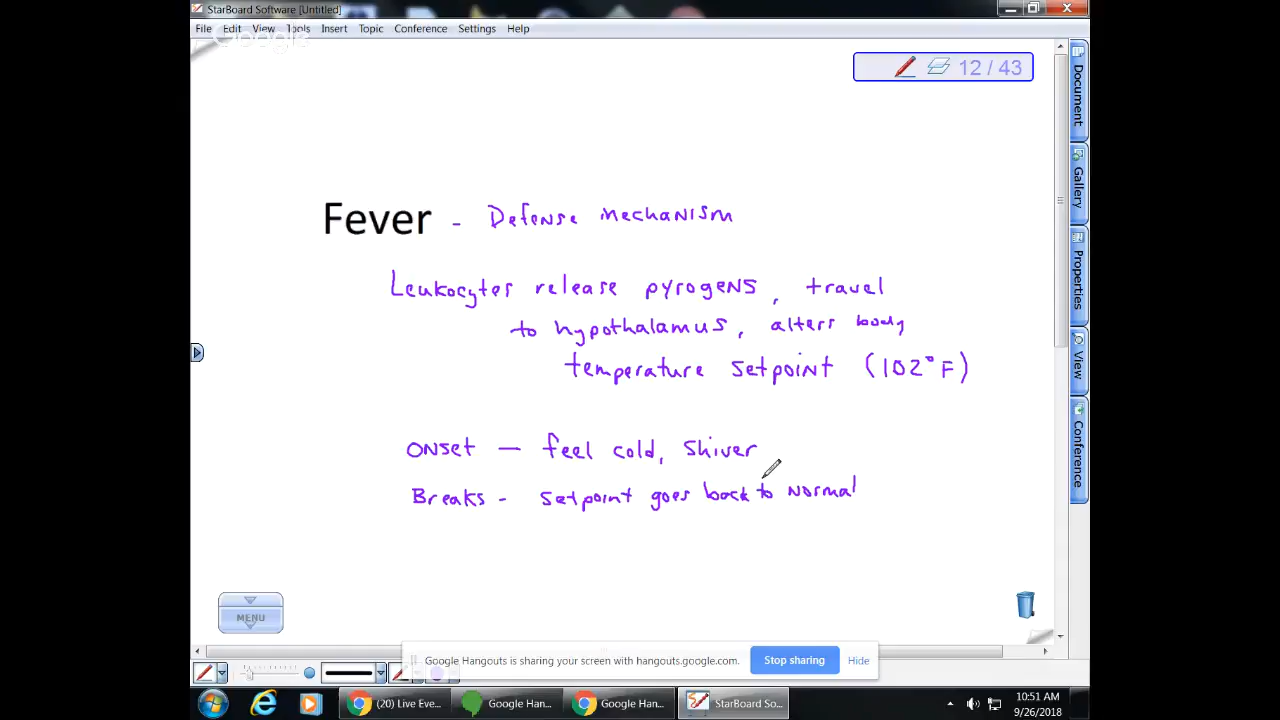 StarBoard Software [Untitled]
File Edit View Tools Insert Topic Conference Settings Help
Google
12 / 43
Document
Gallery
Properties
View
Conference
Fever - Defense mechanism
Leukocytes release pyrogens, travel
to hypothalamus, alters body
temperature setpoint (102°F)
Onset — feel cold, shiver
Breaks - setpoint goes back to normal
MENU
Google Hangouts is sharing your screen with hangouts.google.com. Stop sharing Hide
(20) Live Eve... Google Han... Google Han... StarBoard So...
10:51 AM
9/26/2018